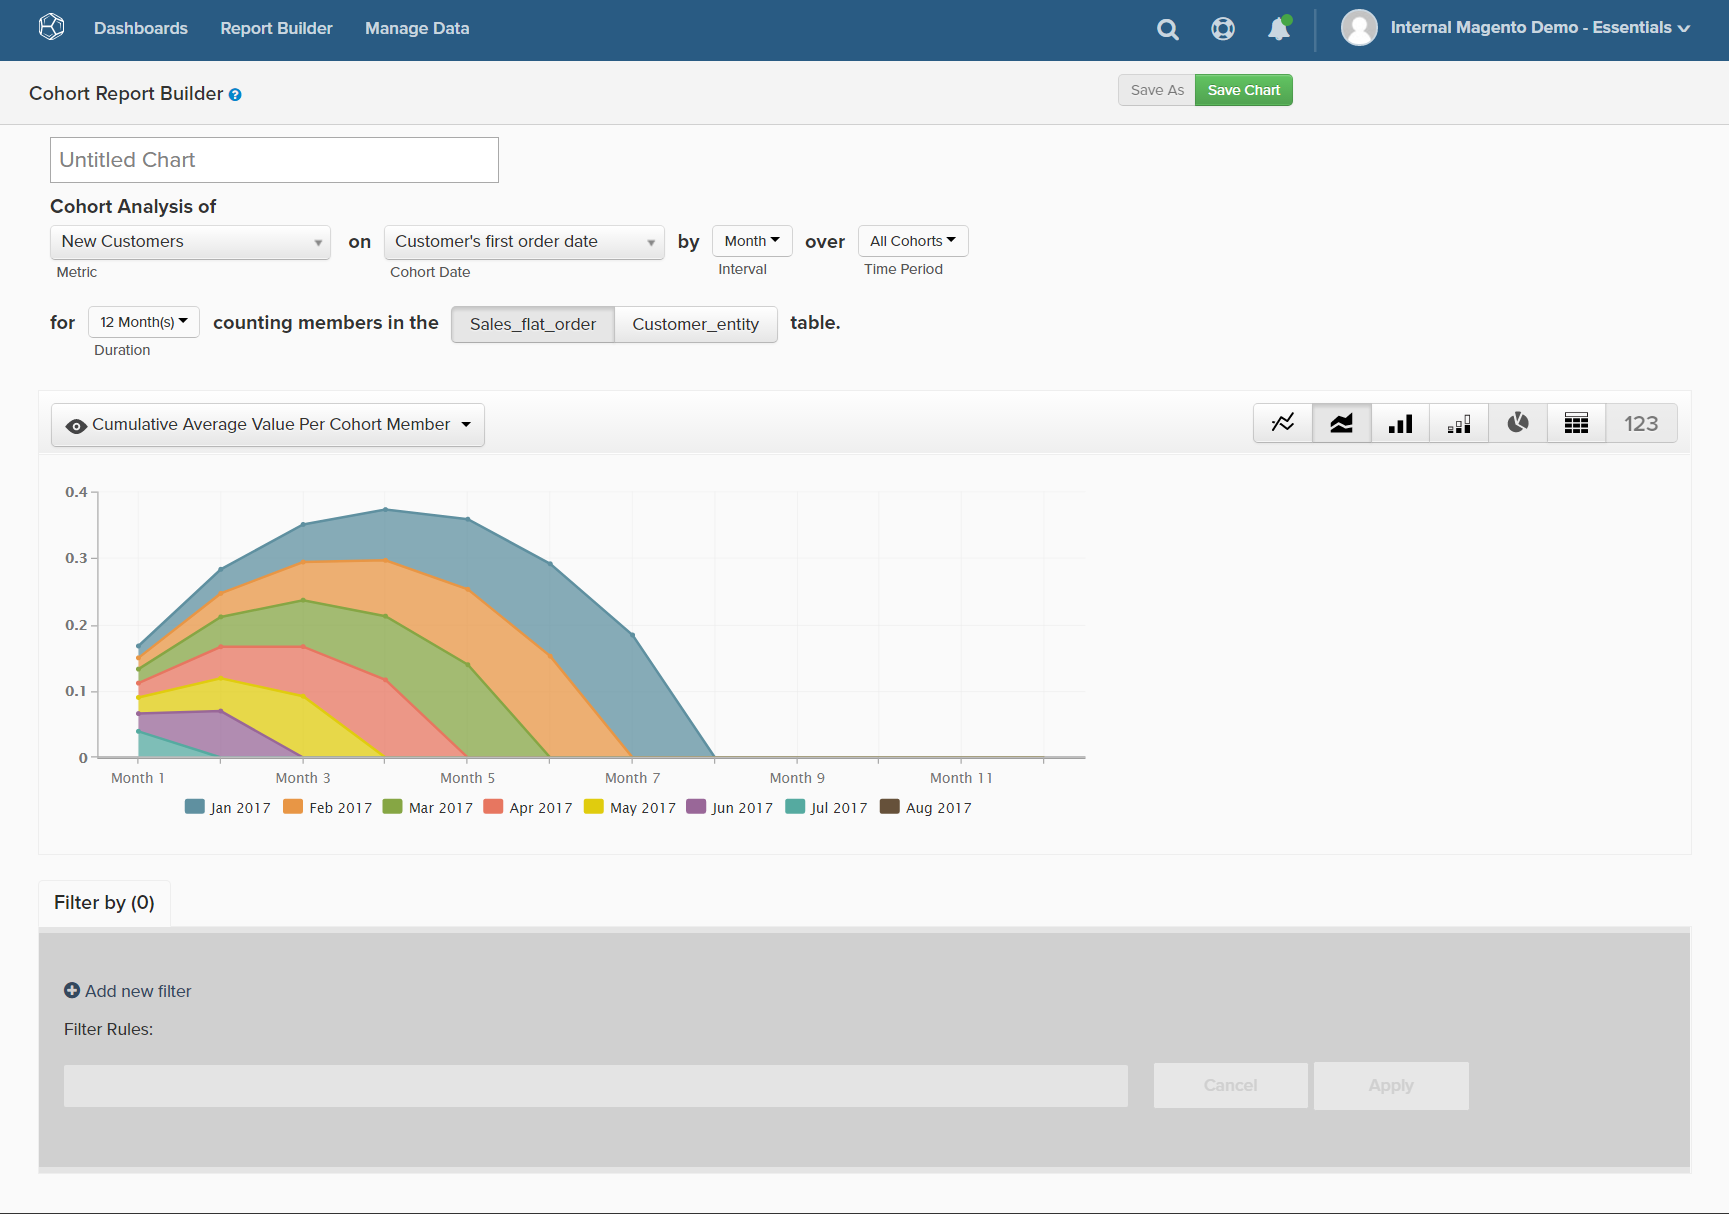 Dashboards Report Builder Manage Data Internal Magento Demo - Essentials
Cohort Report Builder ? Save As Save Chart
Untitled Chart
Cohort Analysis of
New Customers on Customer's first order date by Month over All Cohorts
Metric Cohort Date Interval Time Period
for 12 Month(s) counting members in the Sales_flat_order Customer_entity table.
Duration
Cumulative Average Value Per Cohort Member 123
0.4
0.3
0.2
0.1
0
Month 1 Month 3 Month 5 Month 7 Month 9 Month 11
Jan 2017 Feb 2017 Mar 2017 Apr 2017 May 2017 Jun 2017 Jul 2017 Aug 2017
Filter by (0)
Add new filter
Filter Rules:
Cancel Apply